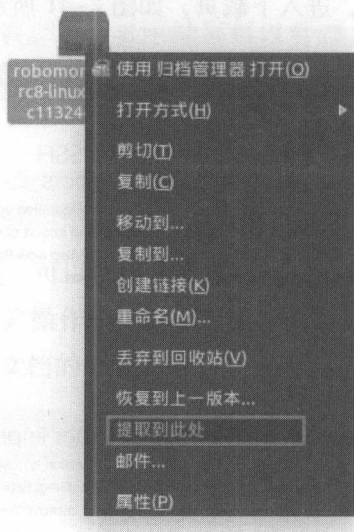 robomon
rc8-linux
c11324
使用 归档管理器 打开(O)
打开方式(H)
剪切(T)
复制(C)
移动到...
复制到...
创建链接(K)
重命名(M)...
丢弃到回收站(V)
恢复到上一版本...
提取到此处
邮件...
属性(P)